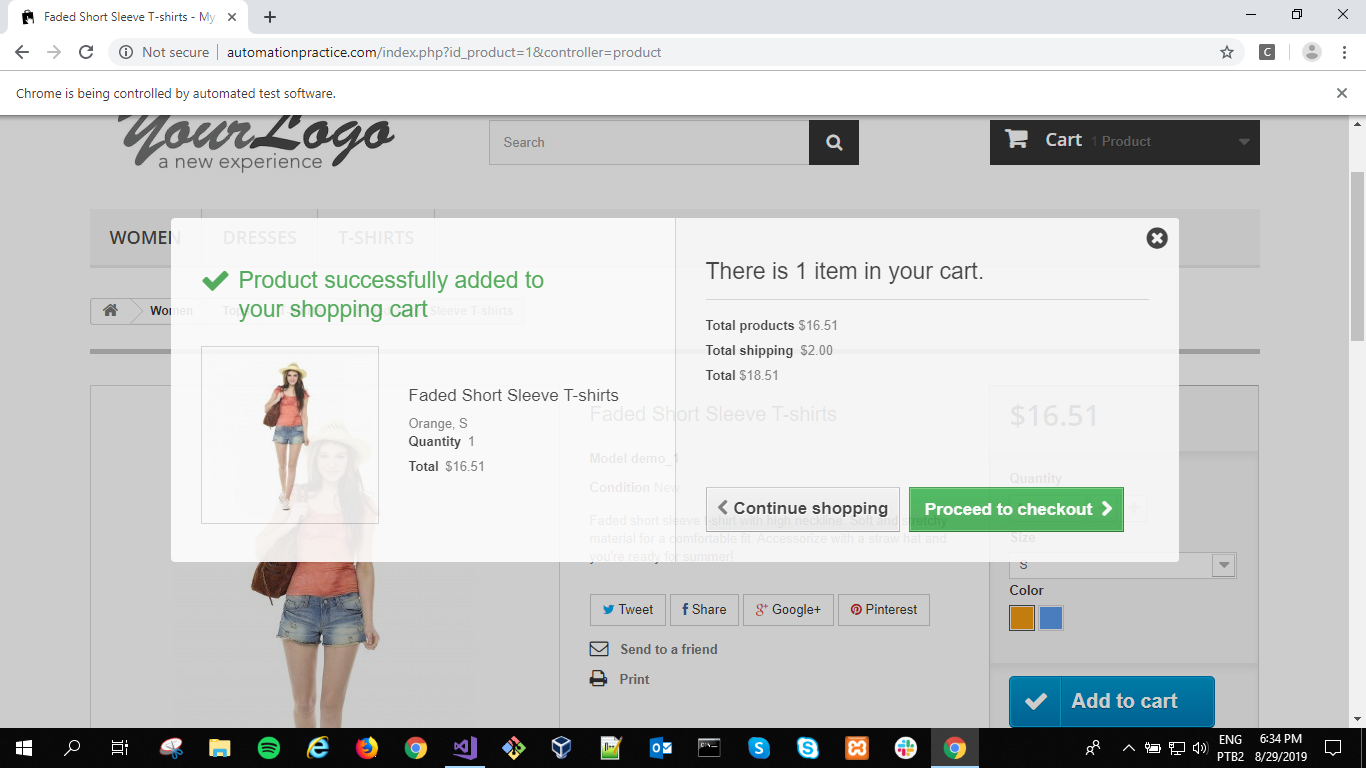 Faded Short Sleeve T-shirts - My
Not secure
automationpractice.com/index.php?id_product=1&controller=product
C
Chrome is being controlled by automated test software.
YourLogo
a new experience
Search
Cart 1 Product
WOMEN
DRESSES
T-SHIRTS
Product successfully added to
your shopping cart
Women
Sleeve T-shirts
Faded Short Sleeve T-shirts
Orange, S
Quantity 1
Total $16.51
There is 1 item in your cart.
Total products $16.51
Total shipping $2.00
Total $18.51
Continue shopping
Proceed to checkout
Faded Short Sleeve T-shirts
Model demo_1
Condition New
Faded short sleeve t-shirt with high neckline. Soft and stretchy
material for a comfortable fit. Accessorize with a straw hat and
you're ready for summer!
Tweet
Share
Google+
Pinterest
Send to a friend
Print
$16.51
Quantity
Size
S
Color
Add to cart
ENG
PTB2
6:34 PM
8/29/2019